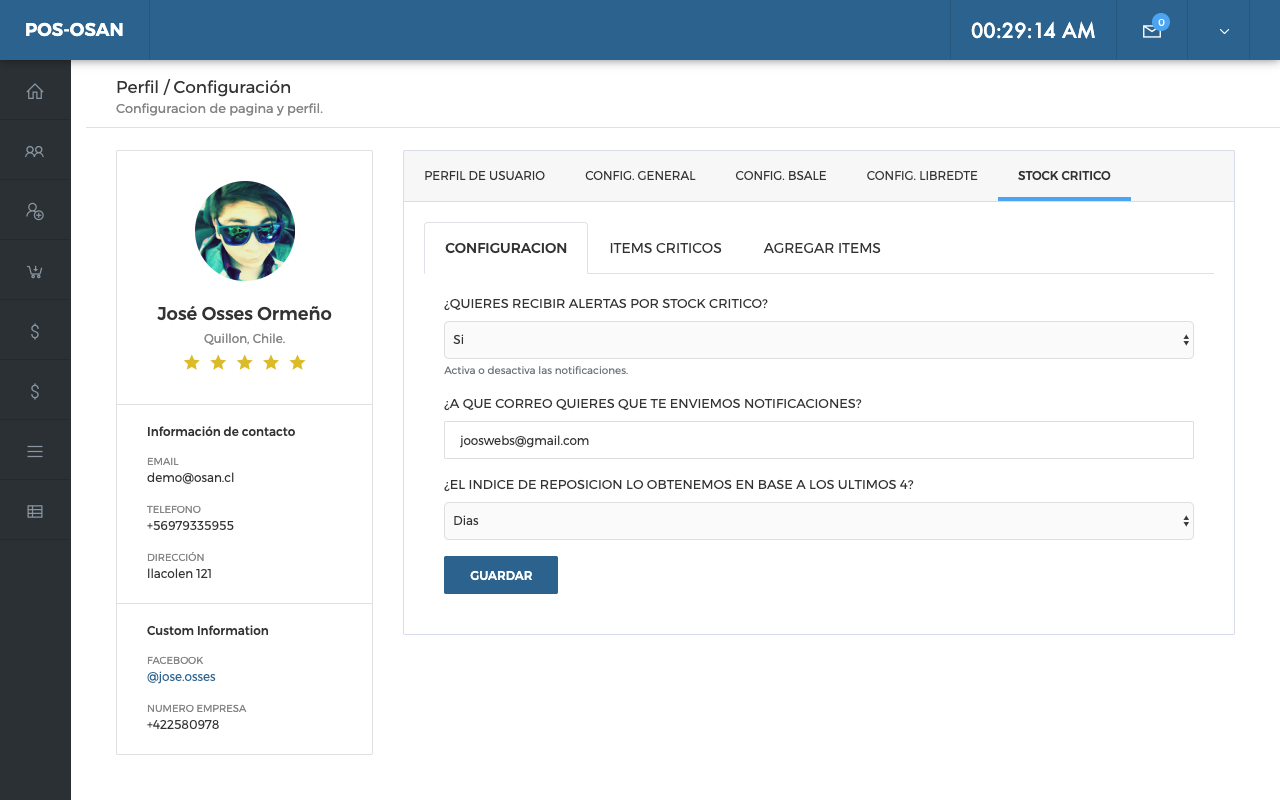 POS-OSAN
00:29:14 AM
0
Perfil / Configuración
Configuracion de pagina y perfil.
José Osses Ormeño
Quillon, Chile.
Información de contacto
EMAIL
demo@osan.cl
TELEFONO
+56979335955
DIRECCIÓN
llacolen 121
Custom Information
FACEBOOK
@jose.osses
NUMERO EMPRESA
+422580978
PERFIL DE USUARIO
CONFIG. GENERAL
CONFIG. BSALE
CONFIG. LIBREDTE
STOCK CRITICO
CONFIGURACION
ITEMS CRITICOS
AGREGAR ITEMS
¿QUIERES RECIBIR ALERTAS POR STOCK CRITICO?
Si
Activa o desactiva las notificaciones.
¿A QUE CORREO QUIERES QUE TE ENVIEMOS NOTIFICACIONES?
jooswebs@gmail.com
¿EL INDICE DE REPOSICION LO OBTENEMOS EN BASE A LOS ULTIMOS 4?
Dias
GUARDAR